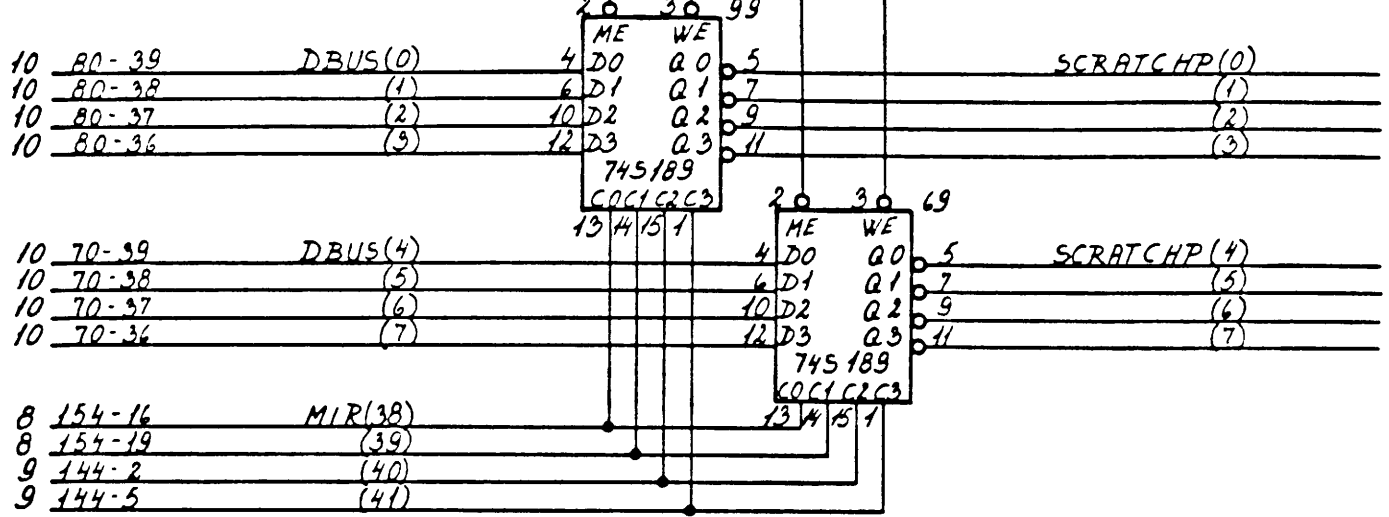 2 3 99
ME WE
10 80-39 DBUS(0) 4 D0 Q0 5 SCRATCHP(0)
10 80-38 (1) 6 D1 Q1 7 (1)
10 80-37 (2) 10 D2 Q2 9 (2)
10 80-36 (3) 12 D3 Q3 11 (3)
74S189
C0 C1 C2 C3
13 14 15 1
2 3 69
ME WE
10 70-39 DBUS(4) 4 D0 Q0 5 SCRATCHP(4)
10 70-38 (5) 6 D1 Q1 7 (5)
10 70-37 (6) 10 D2 Q2 9 (6)
10 70-36 (7) 12 D3 Q3 11 (7)
74S189
C0 C1 C2 C3
13 14 15 1
8 154-16 MIR(38)
8 154-19 (39)
9 144-2 (40)
9 144-5 (41)